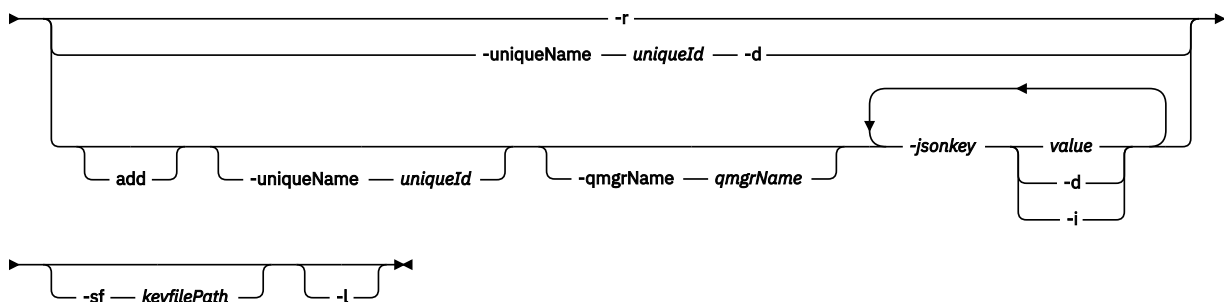 -r
-uniqueName uniqueId -d
-jsonkey value
add -uniqueName uniqueId -qmgrName qmgrName -d
-i
-sf keyfilePath -l